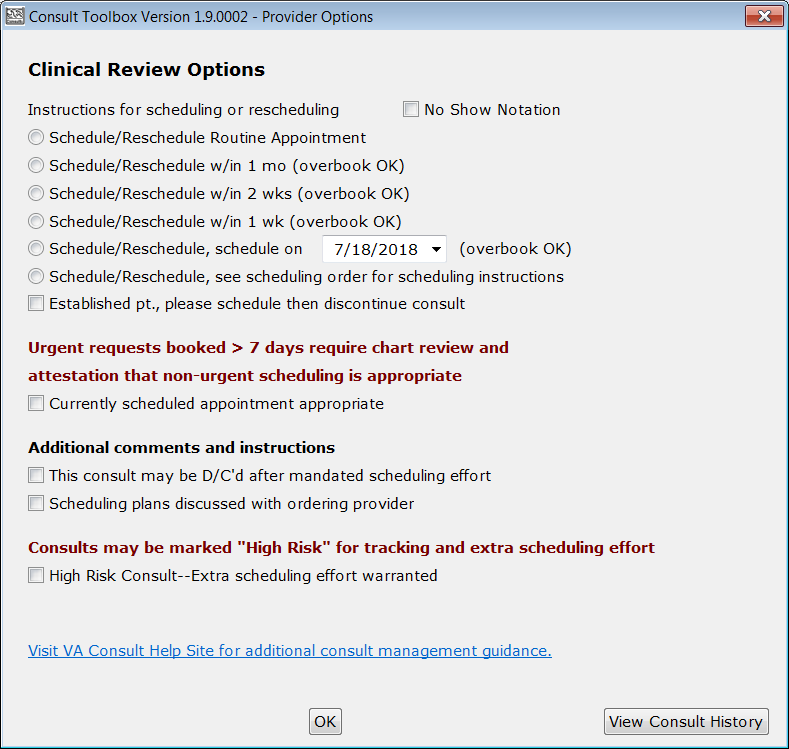 Consult Toolbox Version 1.9.0002 - Provider Options
Clinical Review Options
Instructions for scheduling or rescheduling No Show Notation
Schedule/Reschedule Routine Appointment
Schedule/Reschedule w/in 1 mo (overbook OK)
Schedule/Reschedule w/in 2 wks (overbook OK)
Schedule/Reschedule w/in 1 wk (overbook OK)
Schedule/Reschedule, schedule on 7/18/2018 (overbook OK)
Schedule/Reschedule, see scheduling order for scheduling instructions
Established pt., please schedule then discontinue consult
Urgent requests booked > 7 days require chart review and
attestation that non-urgent scheduling is appropriate
Currently scheduled appointment appropriate
Additional comments and instructions
This consult may be D/C'd after mandated scheduling effort
Scheduling plans discussed with ordering provider
Consults may be marked "High Risk" for tracking and extra scheduling effort
High Risk Consult--Extra scheduling effort warranted
Visit VA Consult Help Site for additional consult management guidance.
OK View Consult History